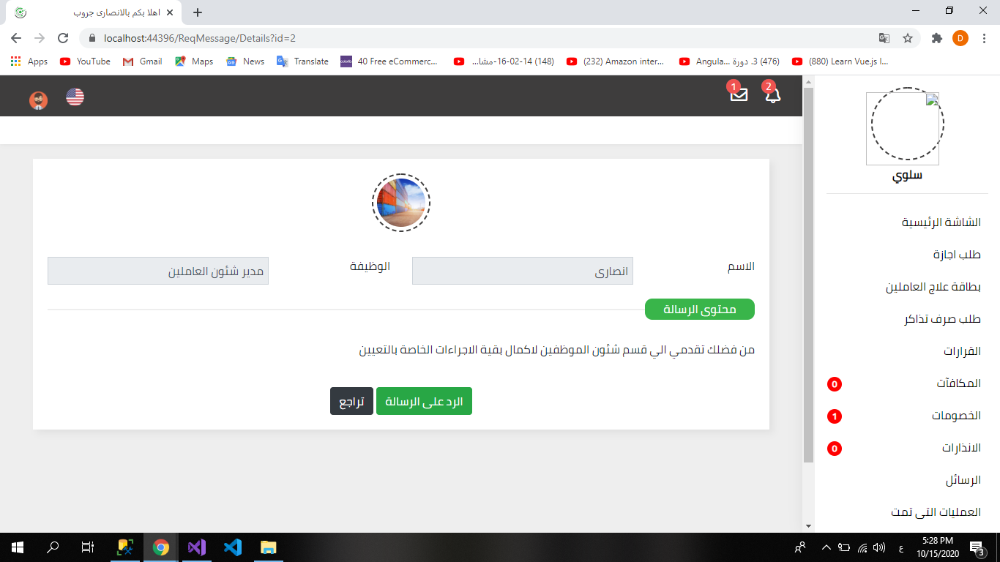 اهلا بكم بالانصارى جروب
localhost:44396/ReqMessage/Details?id=2
D
Apps
YouTube
Gmail
Maps
News
Translate
40 Free eCommerc...
(148) 16-02-14-مشا...
(232) Amazon inter...
(476) 3. دورة Angula...
(880) Learn Vue.js I...
1
2
سلوي
الشاشة الرئيسية
طلب اجازة
بطاقة علاج العاملين
طلب صرف تذاكر
القرارات
المكافآت 0
الخصومات 1
الانذارات 0
الرسائل
العمليات التى تمت
الاسم
انصارى
الوظيفة
مدير شئون العاملين
محتوى الرسالة
من فضلك تقدمي الي قسم شئون الموظفين لاكمال بقية الاجراءات الخاصة بالتعيين
الرد على الرسالة
تراجع
ع
5:28 PM
10/15/2020
3